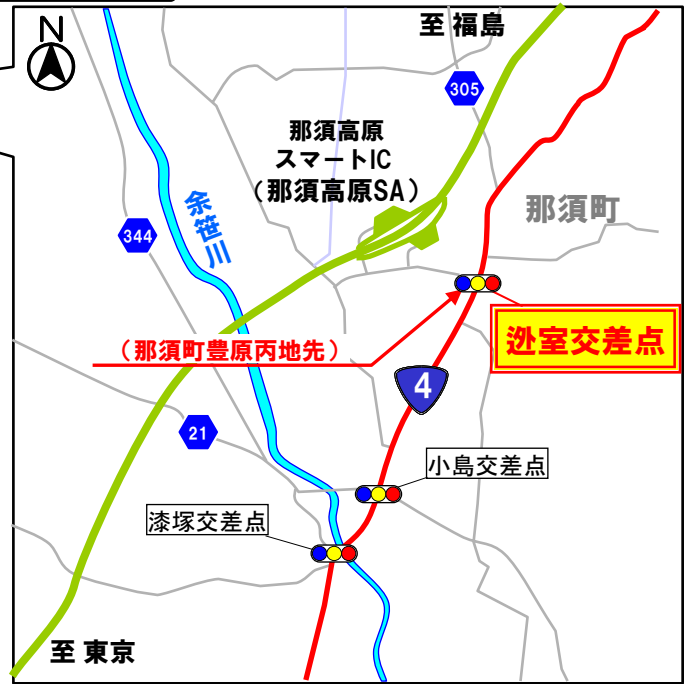 N
至 福島
305
那須高原
スマートIC
(那須高原SA)
那須町
余笹川
344
逊室交差点
(那須町豊原丙地先)
4
21
小島交差点
漆塚交差点
至 東京